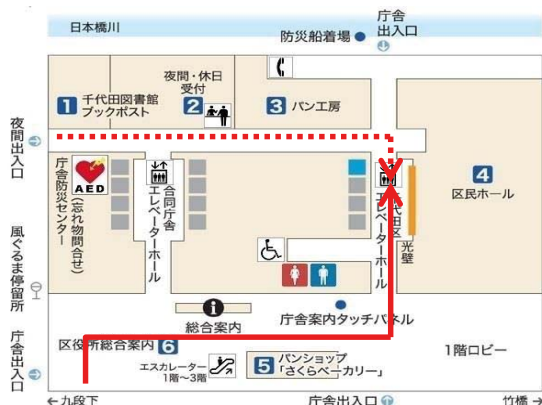 日本橋川
防災船着場
庁舎
出入口
夜間・休日
受付
1 千代田図書館
ブックポスト
2
3 パン工房
夜間出入口
AED
庁舎防災センター
(忘れ物問合せ)
合同庁舎
エレベーターホール
千代田区
エレベーターホール
光壁
4
区民ホール
風ぐるま停留所
総合案内
庁舎案内タッチパネル
区役所総合案内 6
エスカレーター
1階~3階
5 パンショップ
「さくらベーカリー」
1階ロビー
庁舎出入口
←九段下
庁舎出入口
竹橋→